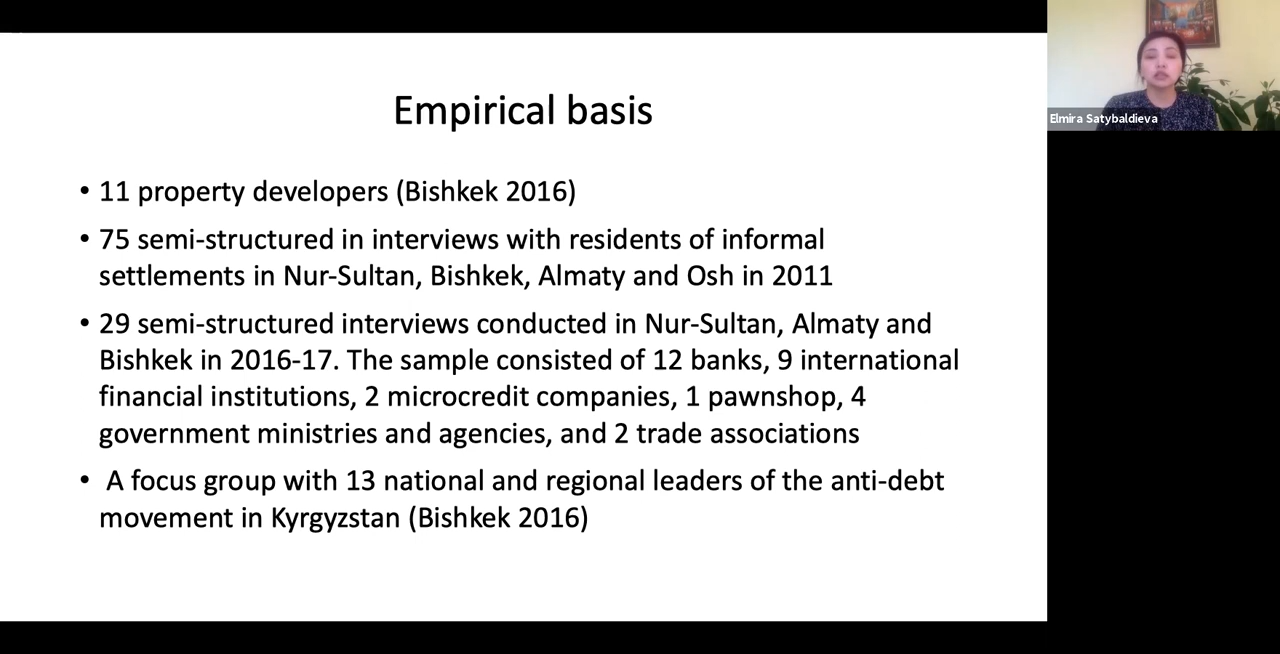 Empirical basis
• 11 property developers (Bishkek 2016)
• 75 semi-structured in interviews with residents of informal
settlements in Nur-Sultan, Bishkek, Almaty and Osh in 2011
• 29 semi-structured interviews conducted in Nur-Sultan, Almaty and
Bishkek in 2016-17. The sample consisted of 12 banks, 9 international
financial institutions, 2 microcredit companies, 1 pawnshop, 4
government ministries and agencies, and 2 trade associations
• A focus group with 13 national and regional leaders of the anti-debt
movement in Kyrgyzstan (Bishkek 2016)
Elmira Satybaldieva